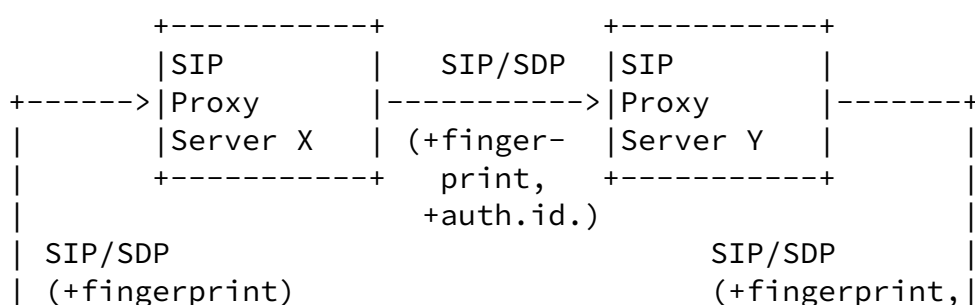 +-----------+          +-----------+
|SIP        |  SIP/SDP |SIP        |
+------>|Proxy      |----------->|Proxy      |-------+
|       |Server X   | (+finger-  |Server Y   |       |
|       +-----------+   print,   +-----------+       |
|                      +auth.id.)                    |
| SIP/SDP                              SIP/SDP       |
| (+fingerprint)                       (+fingerprint,|